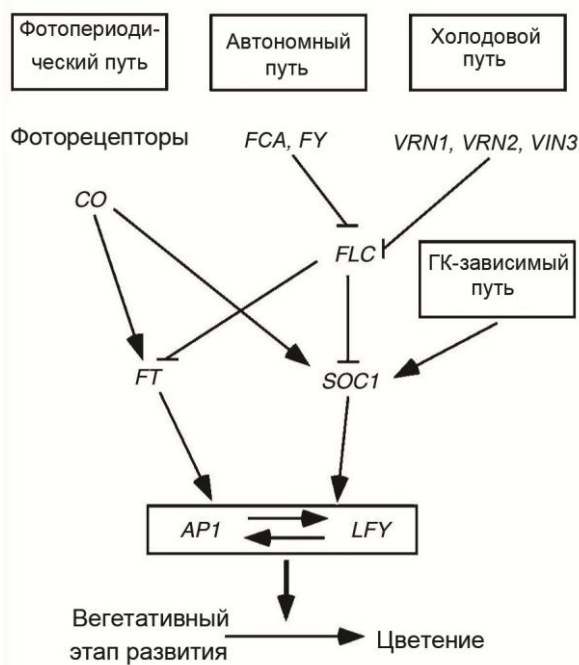 Фотопериоди-
ческий путь
Автономный
путь
Холодовой
путь
Фоторецепторы
FCA, FY
VRN1, VRN2, VIN3
CO
FLC
ГК-зависимый
путь
FT
SOC1
AP1
LFY
Вегетативный
этап развития
Цветение